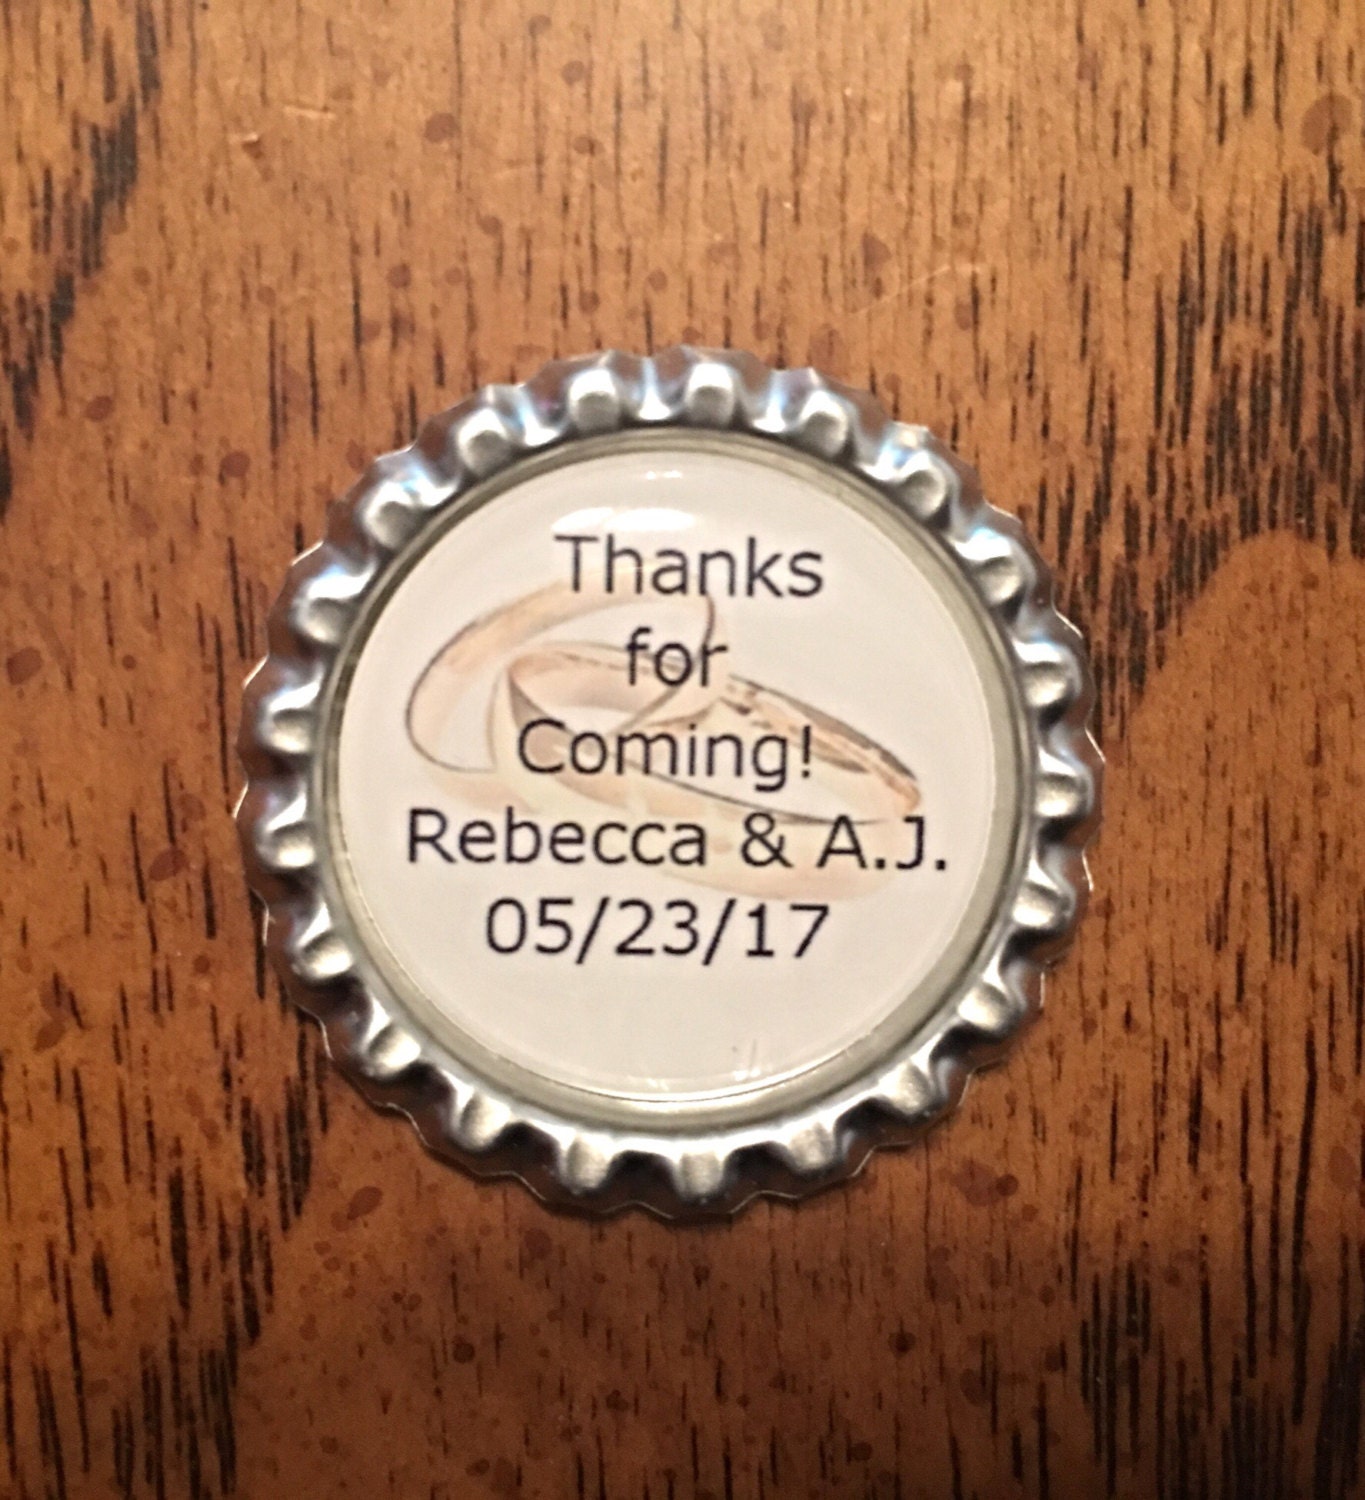 Thanks
for
Coming!
Rebecca & A.J.
05/23/17